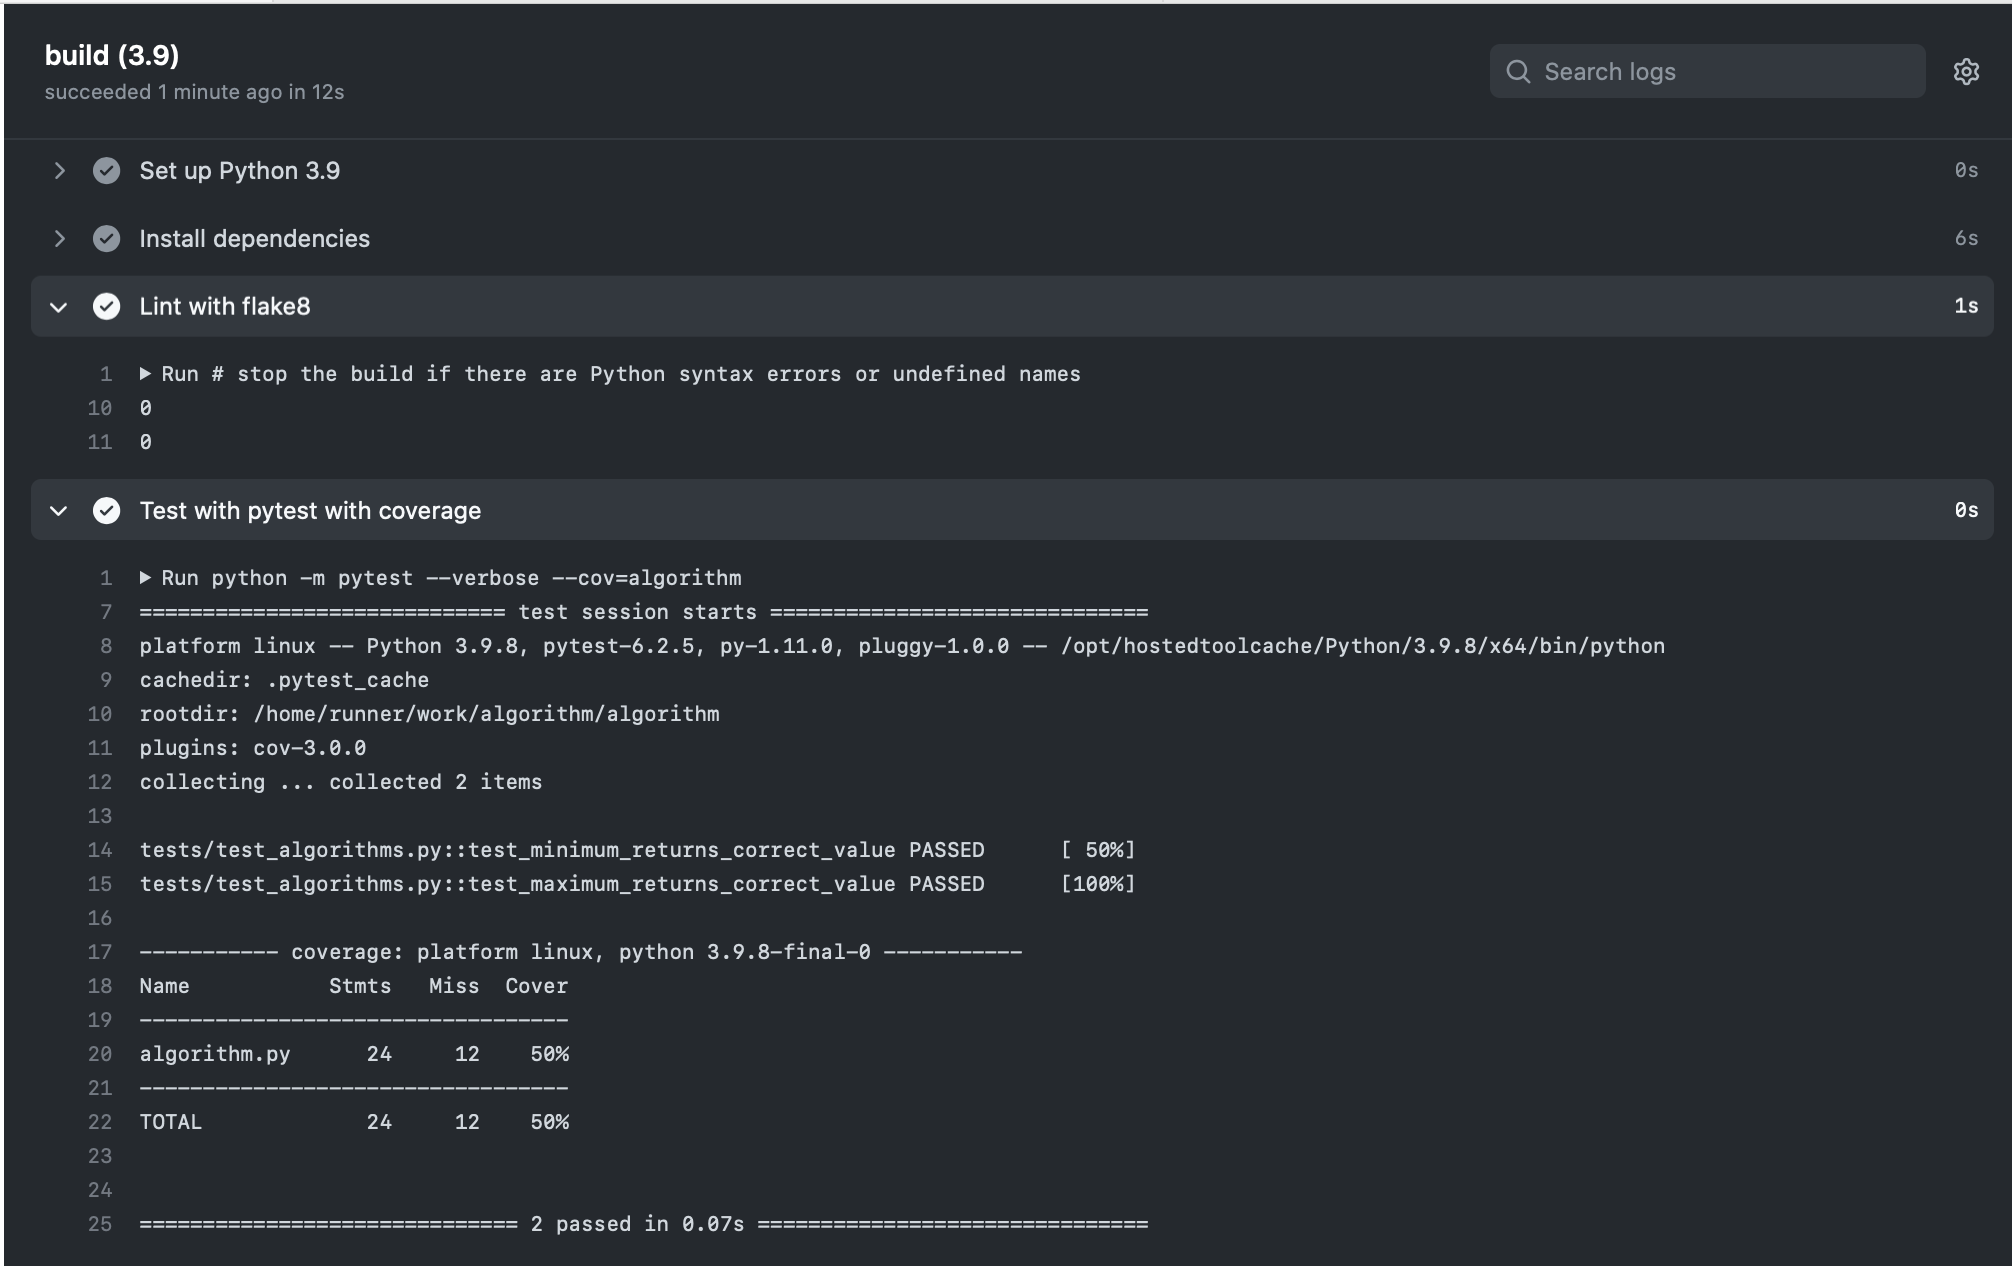 build (3.9)
succeeded 1 minute ago in 12s
Search logs
Set up Python 3.9 0s
Install dependencies 6s
Lint with flake8 1s
1 ▶ Run # stop the build if there are Python syntax errors or undefined names
10 0
11 0
Test with pytest with coverage 0s
1 ▶ Run python -m pytest --verbose --cov=algorithm
7 ============================= test session starts ==============================
8 platform linux -- Python 3.9.8, pytest-6.2.5, py-1.11.0, pluggy-1.0.0 -- /opt/hostedtoolcache/Python/3.9.8/x64/bin/python
9 cachedir: .pytest_cache
10 rootdir: /home/runner/work/algorithm/algorithm
11 plugins: cov-3.0.0
12 collecting ... collected 2 items
13
14 tests/test_algorithms.py::test_minimum_returns_correct_value PASSED      [ 50%]
15 tests/test_algorithms.py::test_maximum_returns_correct_value PASSED      [100%]
16
17 ----------- coverage: platform linux, python 3.9.8-final-0 -----------
18 Name           Stmts   Miss  Cover
19 ----------------------------------
20 algorithm.py      24     12    50%
21 ----------------------------------
22 TOTAL             24     12    50%
23
24
25 ============================== 2 passed in 0.07s ===============================